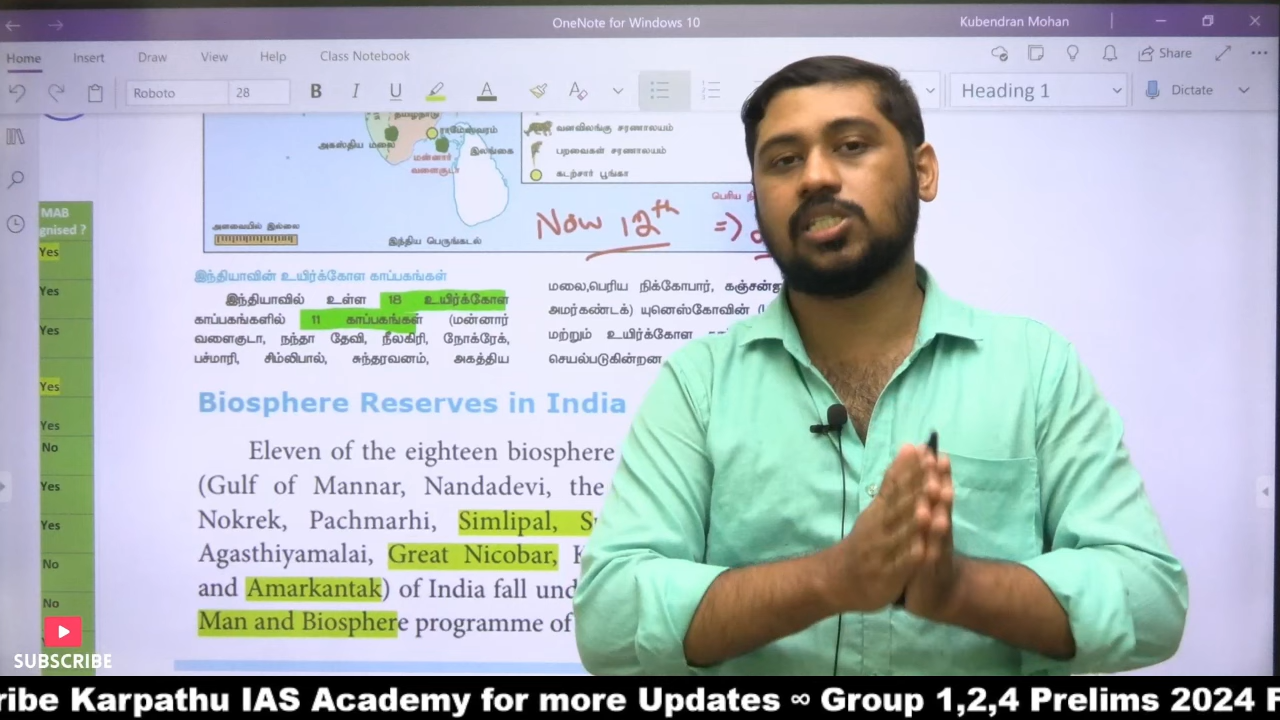 OneNote for Windows 10
Kubendran Mohan
Home Insert Draw View Help Class Notebook
Share
Roboto 28 B I U A Heading 1 Dictate
MAB
gnised ?
Yes
Yes
Yes
Yes
Yes
No
Yes
Yes
No
No
தமிழ்நாடு
அகஸ்திய மலை
ராமேஸ்வரம்
மன்னார்
வளைகுடா
இலங்கை
அளவையில் இல்லை
இந்திய பெருங்கடல்
வனவிலங்கு சரணாலயம்
பறவைகள் சரணாலயம்
கடற்சார் பூங்கா
பெரிய
Now 12th =>
இந்தியாவின் உயிர்க்கோள காப்பகங்கள்
இந்தியாவில் உள்ள 18 உயிர்க்கோள
காப்பகங்களில் 11 காப்பகங்கள் (மன்னார்
வளைகுடா, நந்தா தேவி, நீலகிரி, நோக்ரேக்,
பச்மாரி, சிம்லிபால், சுந்தரவனம், அகத்திய
மலை,பெரிய நிக்கோபார்,
அமர்கண்டக்) யுனெஸ்கோவின்
மற்றும் உயிர்க்கோள
செயல்படுகின்றன
Biosphere Reserves in India
Eleven of the eighteen biosphere
(Gulf of Mannar, Nandadevi, the
Nokrek, Pachmarhi, Simlipal,
Agasthiyamalai, Great Nicobar,
and Amarkantak) of India fall
Man and Biosphere programme of
SUBSCRIBE
ribe Karpathu IAS Academy for more Updates ∞ Group 1,2,4 Prelims 2024